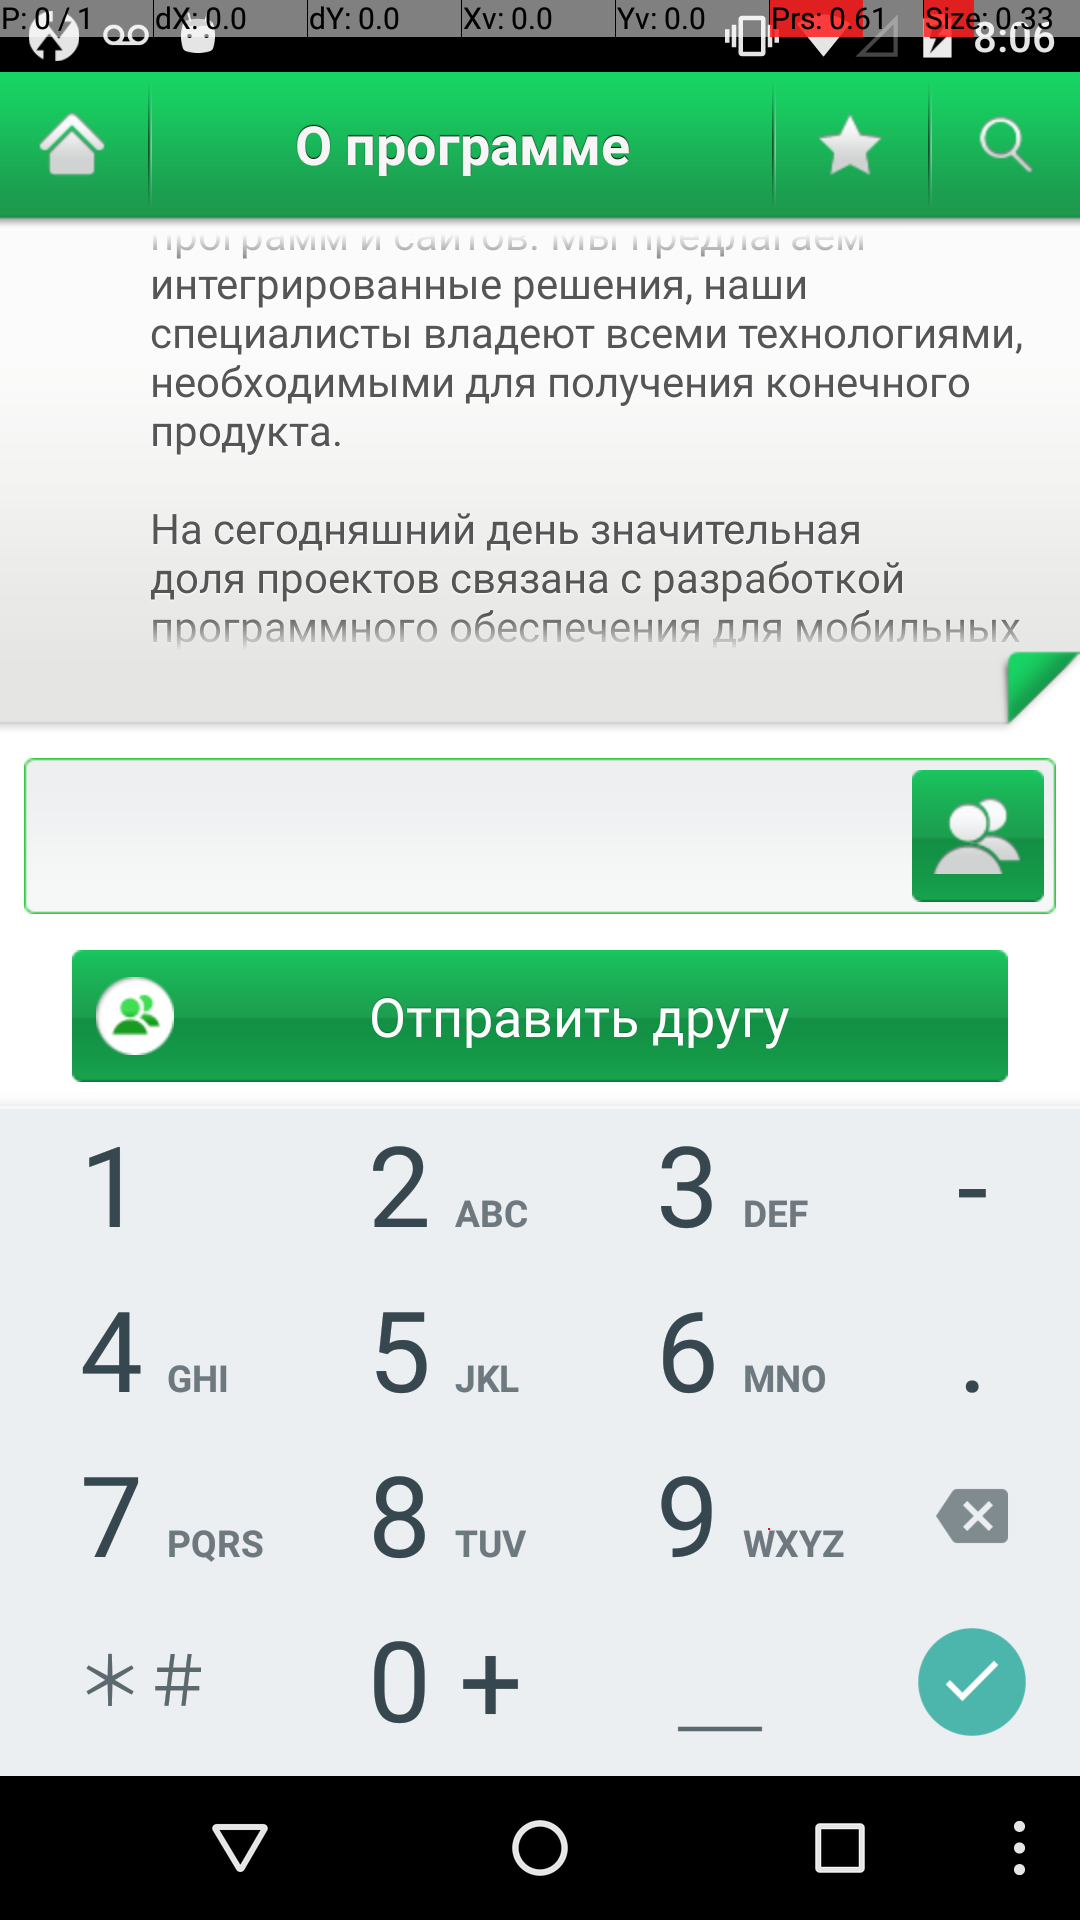 P: 0 / 1 dX: 0.0 dY: 0.0 Xv: 0.0 Yv: 0.0 Prs: 0.61 Size: 0.33
8:06
О программе
программ и сайтов. Мы предлагаем
интегрированные решения, наши
специалисты владеют всеми технологиями,
необходимыми для получения конечного
продукта.
На сегодняшний день значительная
доля проектов связана с разработкой
программного обеспечения для мобильных
Отправить другу
1 2 ABC 3 DEF -
4 GHI 5 JKL 6 MNO .
7 PQRS 8 TUV 9 WXYZ
* # 0 + _